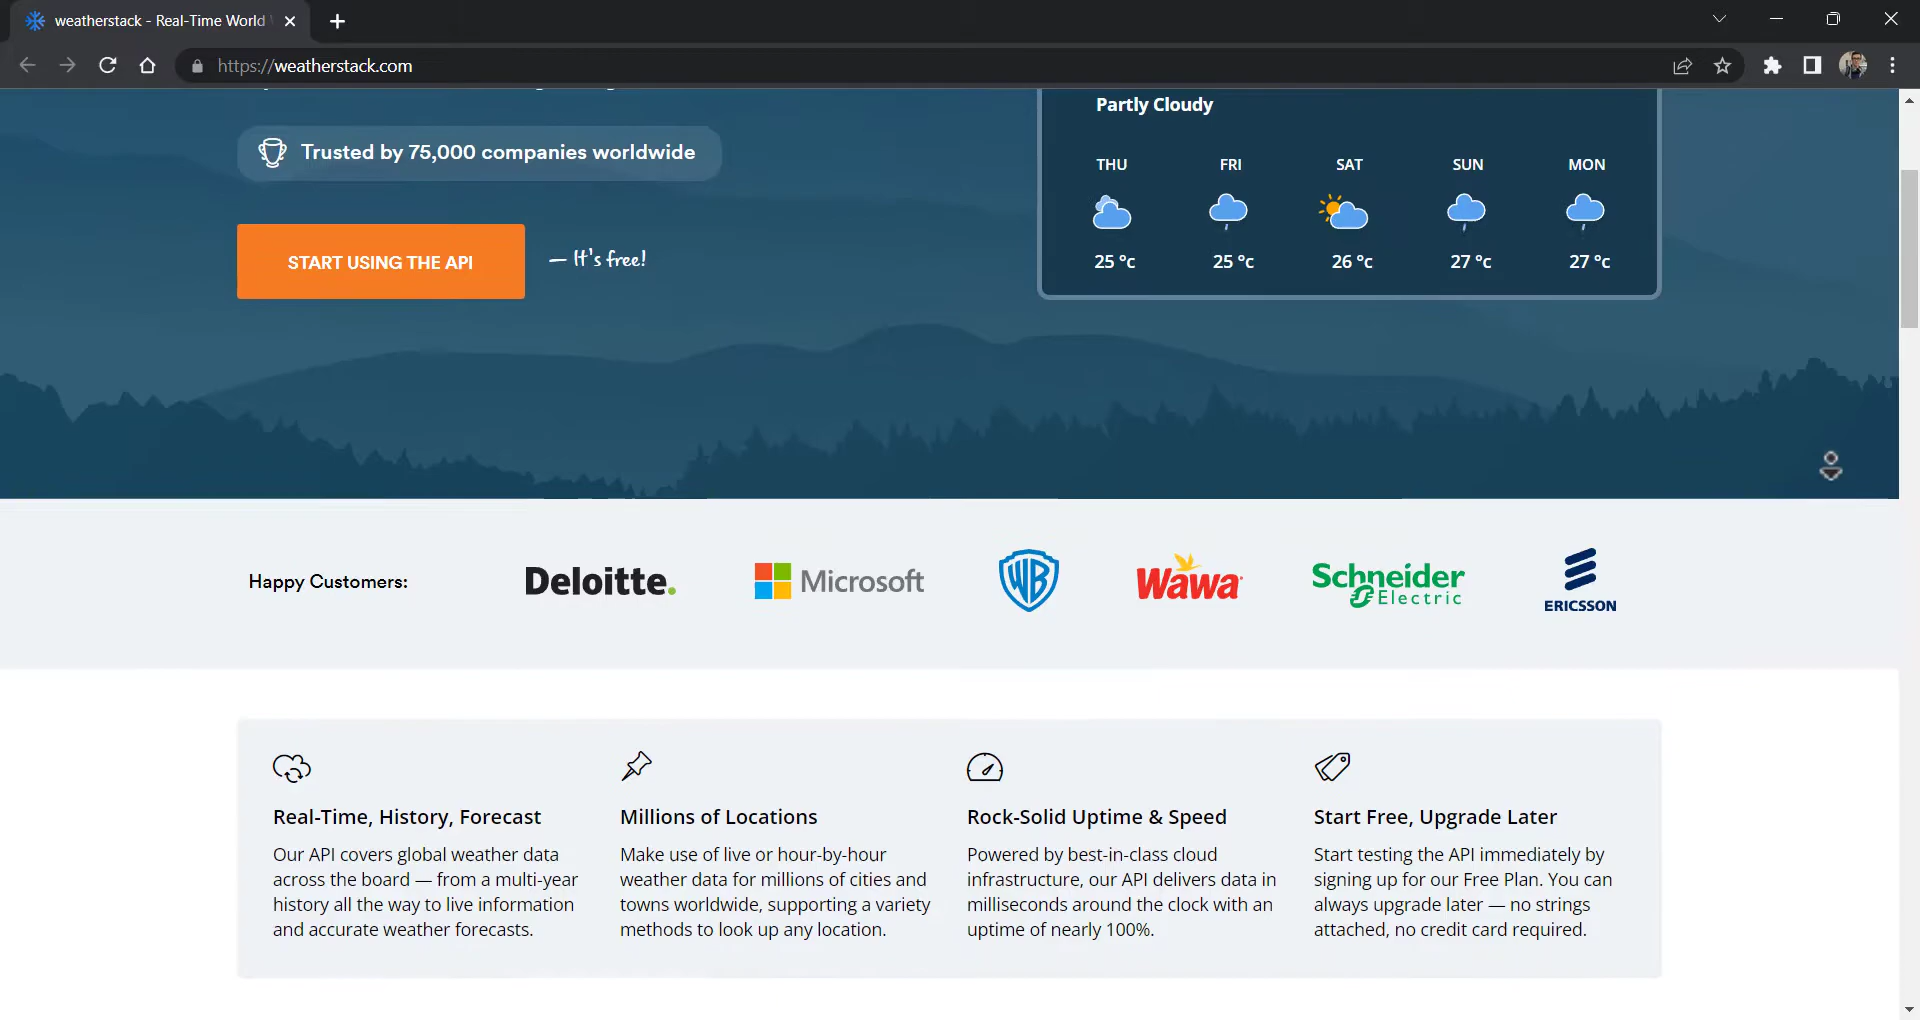 weatherstack - Real-Time World
https://weatherstack.com
Partly Cloudy
Trusted by 75,000 companies worldwide
THU FRI SAT SUN MON
25 °c 25 °c 26 °c 27 °c 27 °c
START USING THE API
— It's free!
Happy Customers:
Deloitte.
Microsoft
WB
Wawa
Schneider
Electric
ERICSSON
Real-Time, History, Forecast
Our API covers global weather data
across the board — from a multi-year
history all the way to live information
and accurate weather forecasts.
Millions of Locations
Make use of live or hour-by-hour
weather data for millions of cities and
towns worldwide, supporting a variety
methods to look up any location.
Rock-Solid Uptime & Speed
Powered by best-in-class cloud
infrastructure, our API delivers data in
milliseconds around the clock with an
uptime of nearly 100%.
Start Free, Upgrade Later
Start testing the API immediately by
signing up for our Free Plan. You can
always upgrade later — no strings
attached, no credit card required.